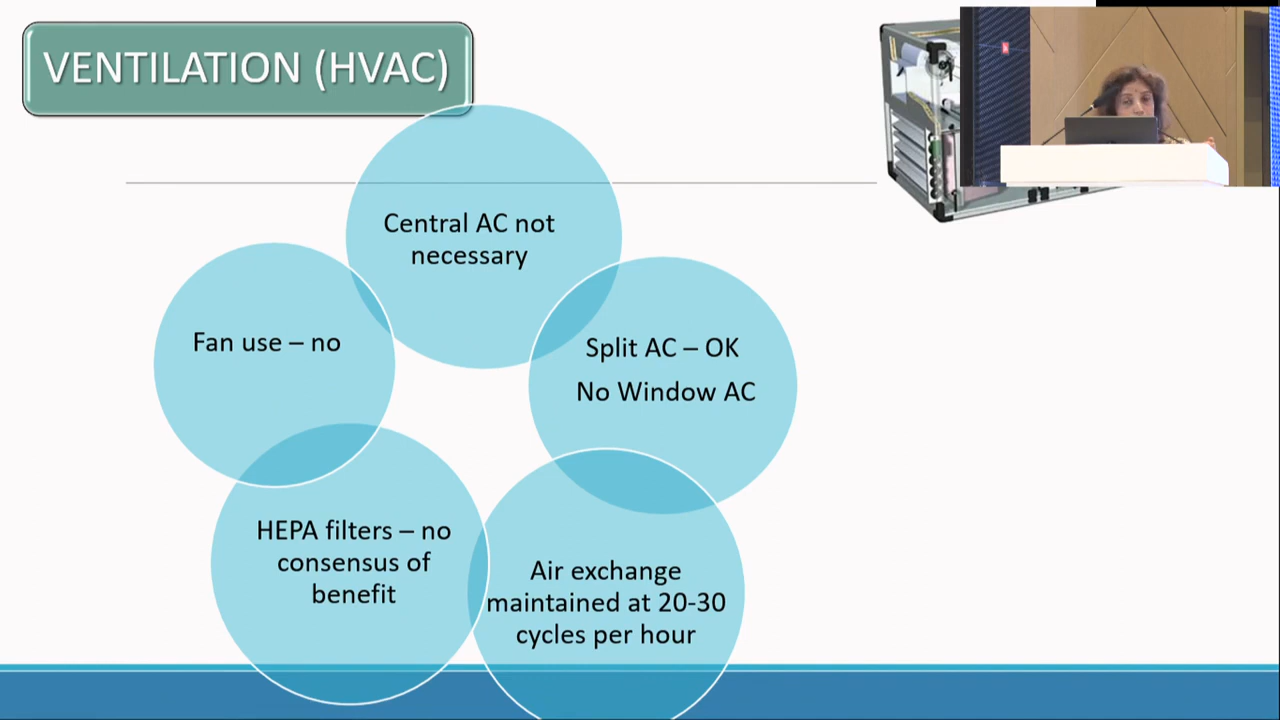 VENTILATION (HVAC)
Central AC not
necessary
Split AC – OK
No Window AC
Air exchange
maintained at 20-30
cycles per hour
HEPA filters – no
consensus of
benefit
Fan use – no